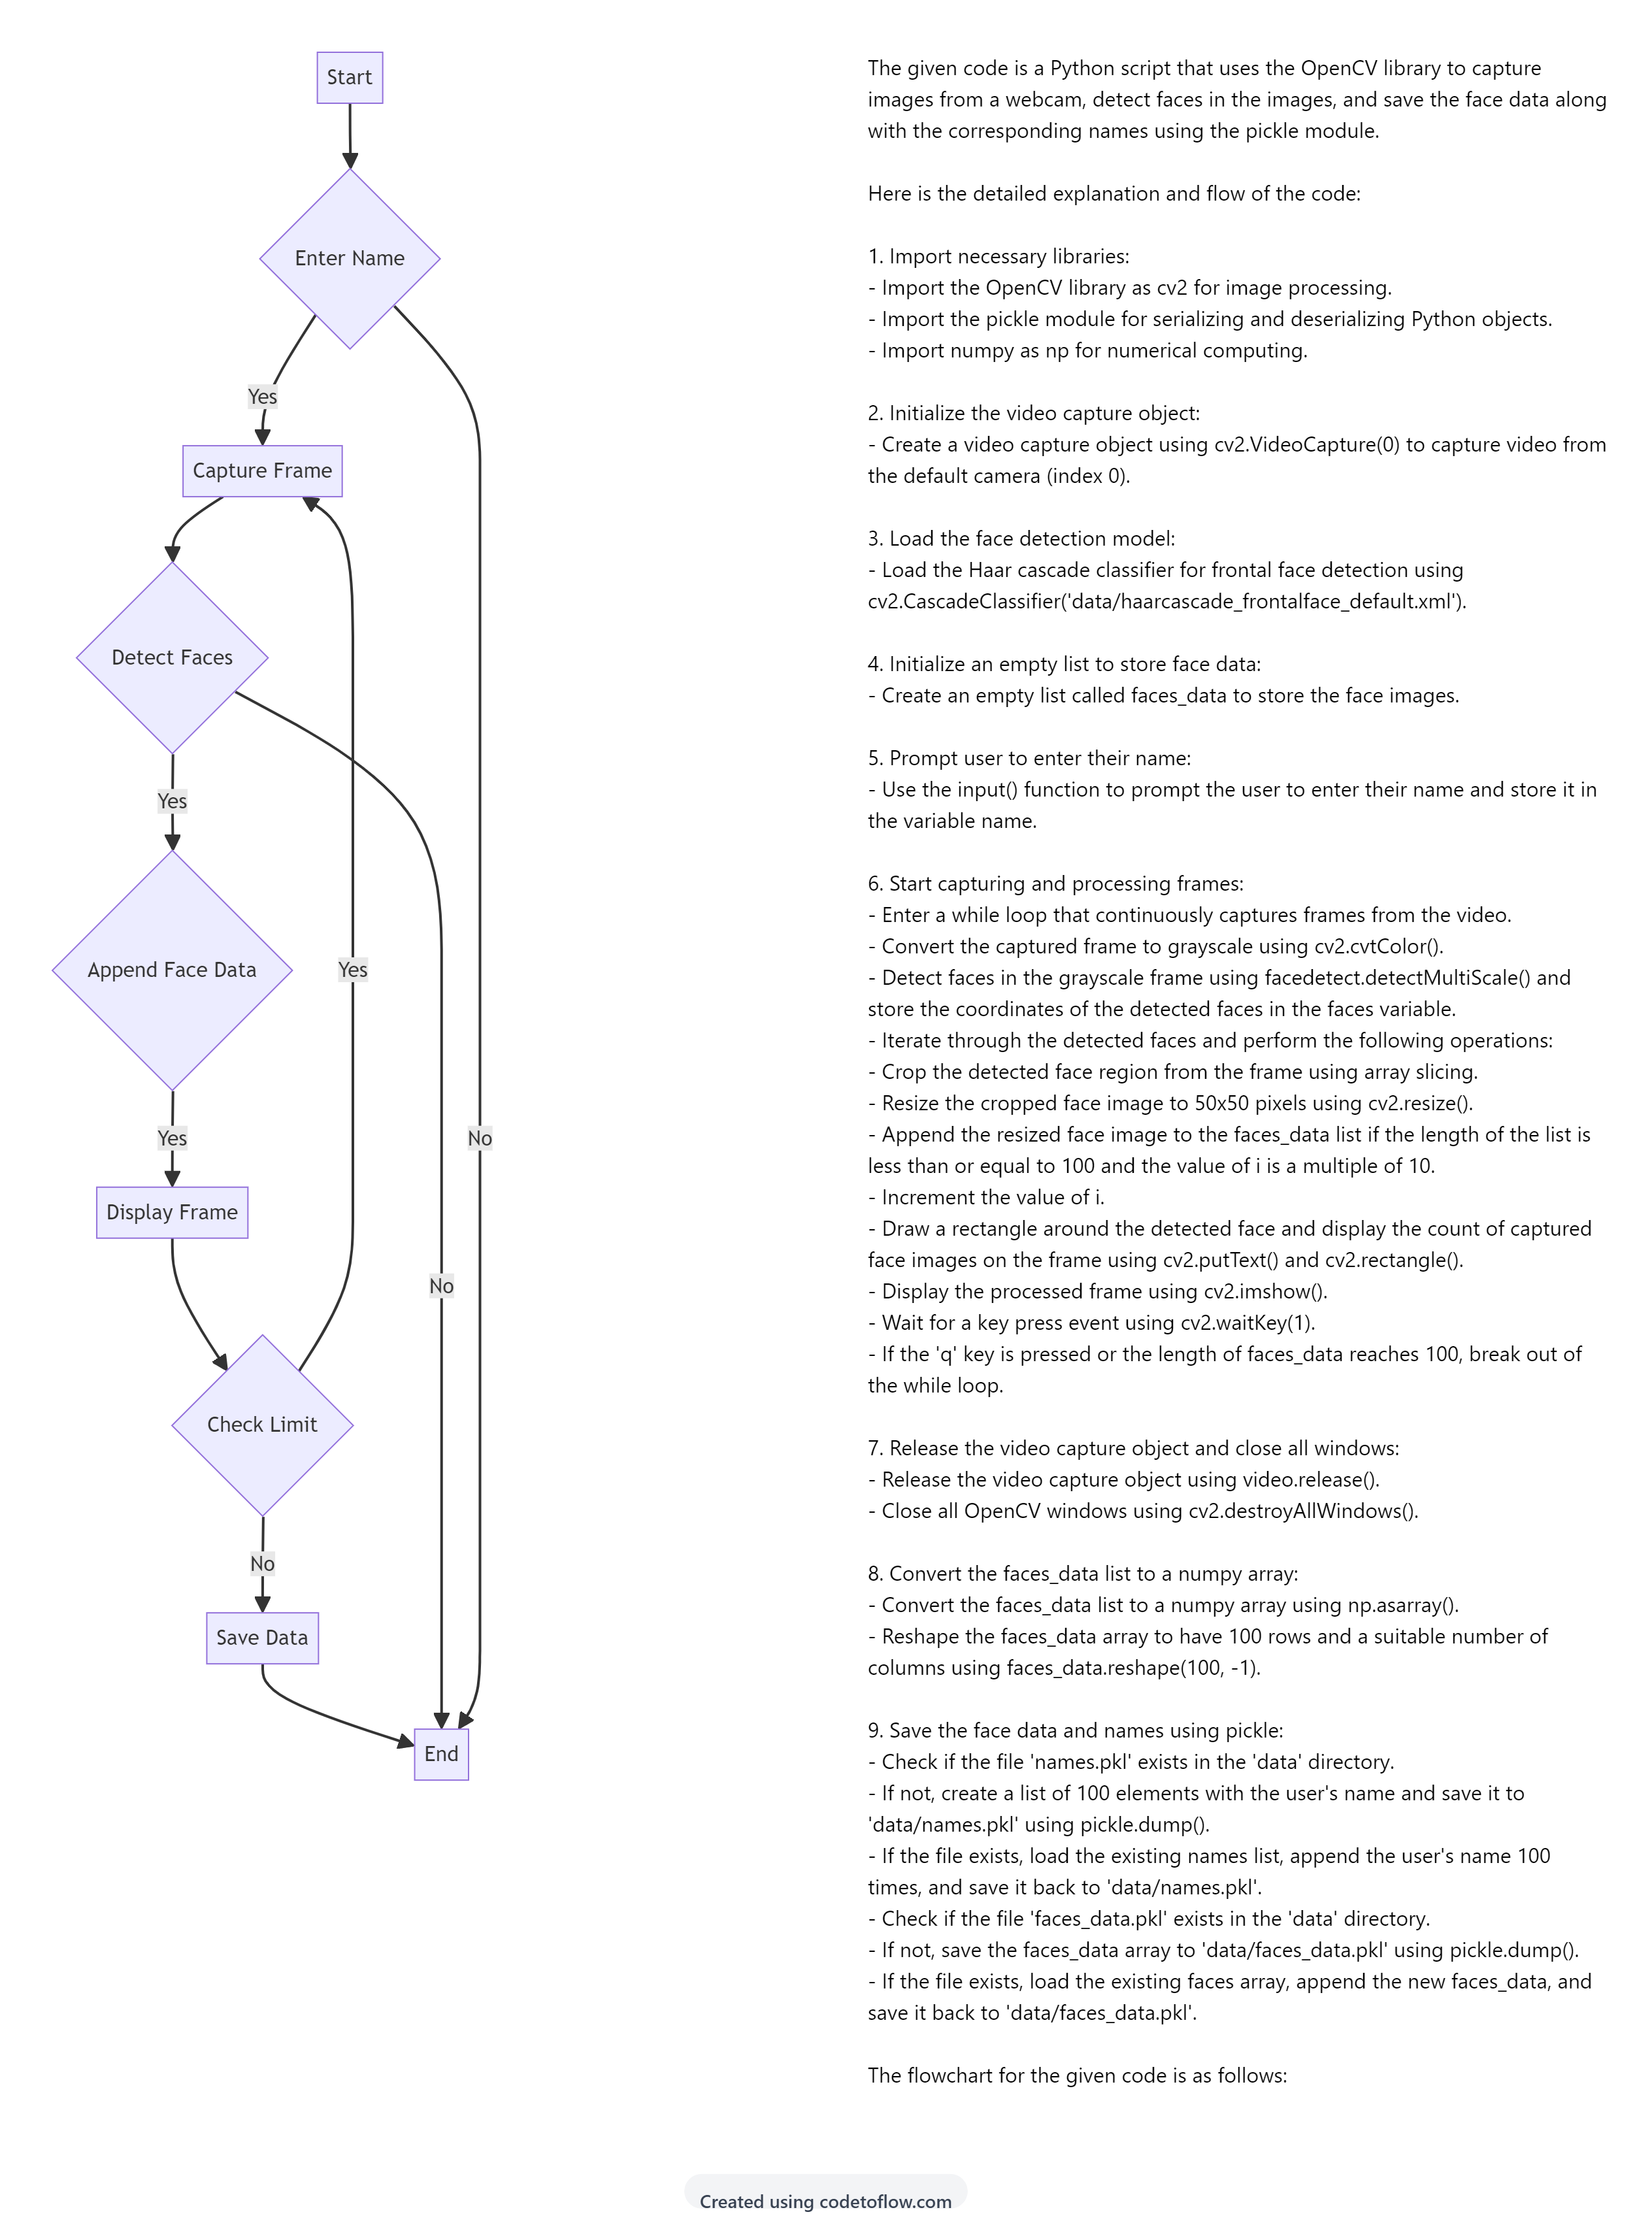 Start
Enter Name
Yes
Capture Frame
Detect Faces
Yes
Append Face Data
Yes
Yes
No
Display Frame
No
Check Limit
No
Save Data
End
The given code is a Python script that uses the OpenCV library to capture
images from a webcam, detect faces in the images, and save the face data along
with the corresponding names using the pickle module.
Here is the detailed explanation and flow of the code:
1. Import necessary libraries:
- Import the OpenCV library as cv2 for image processing.
- Import the pickle module for serializing and deserializing Python objects.
- Import numpy as np for numerical computing.
2. Initialize the video capture object:
- Create a video capture object using cv2.VideoCapture(0) to capture video from
the default camera (index 0).
3. Load the face detection model:
- Load the Haar cascade classifier for frontal face detection using
cv2.CascadeClassifier('data/haarcascade_frontalface_default.xml').
4. Initialize an empty list to store face data:
- Create an empty list called faces_data to store the face images.
5. Prompt user to enter their name:
- Use the input() function to prompt the user to enter their name and store it in
the variable name.
6. Start capturing and processing frames:
- Enter a while loop that continuously captures frames from the video.
- Convert the captured frame to grayscale using cv2.cvtColor().
- Detect faces in the grayscale frame using facedetect.detectMultiScale() and
store the coordinates of the detected faces in the faces variable.
- Iterate through the detected faces and perform the following operations:
- Crop the detected face region from the frame using array slicing.
- Resize the cropped face image to 50x50 pixels using cv2.resize().
- Append the resized face image to the faces_data list if the length of the list is
less than or equal to 100 and the value of i is a multiple of 10.
- Increment the value of i.
- Draw a rectangle around the detected face and display the count of captured
face images on the frame using cv2.putText() and cv2.rectangle().
- Display the processed frame using cv2.imshow().
- Wait for a key press event using cv2.waitKey(1).
- If the 'q' key is pressed or the length of faces_data reaches 100, break out of
the while loop.
7. Release the video capture object and close all windows:
- Release the video capture object using video.release().
- Close all OpenCV windows using cv2.destroyAllWindows().
8. Convert the faces_data list to a numpy array:
- Convert the faces_data list to a numpy array using np.asarray().
- Reshape the faces_data array to have 100 rows and a suitable number of
columns using faces_data.reshape(100, -1).
9. Save the face data and names using pickle:
- Check if the file 'names.pkl' exists in the 'data' directory.
- If not, create a list of 100 elements with the user's name and save it to
'data/names.pkl' using pickle.dump().
- If the file exists, load the existing names list, append the user's name 100
times, and save it back to 'data/names.pkl'.
- Check if the file 'faces_data.pkl' exists in the 'data' directory.
- If not, save the faces_data array to 'data/faces_data.pkl' using pickle.dump().
- If the file exists, load the existing faces array, append the new faces_data, and
save it back to 'data/faces_data.pkl'.
The flowchart for the given code is as follows:
Created using codetoflow.com